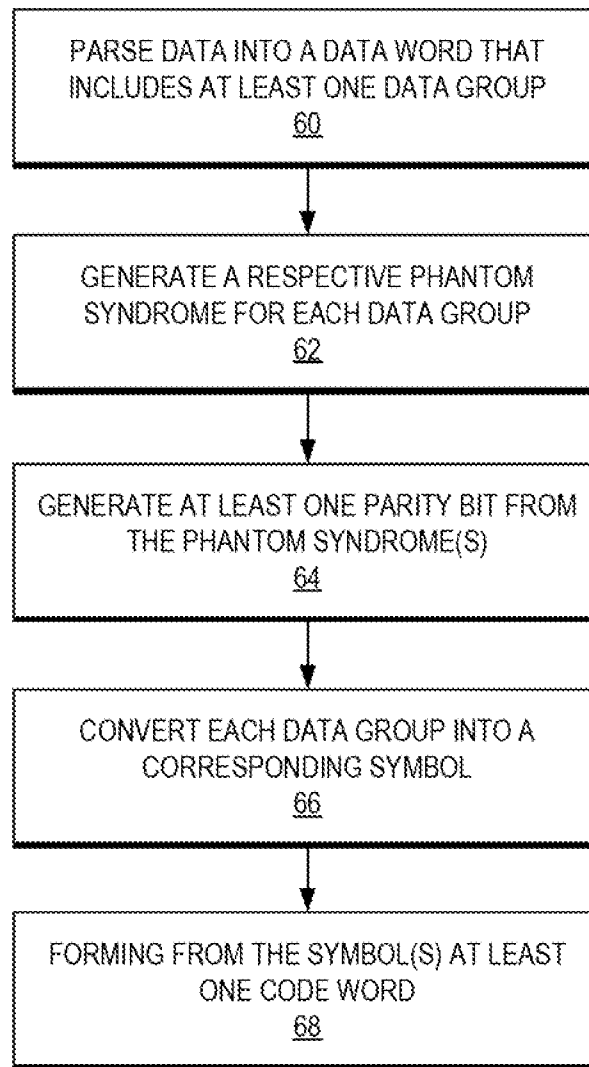 PARSE DATA INTO A DATA WORD THAT
INCLUDES AT LEAST ONE DATA GROUP
60
GENERATE A RESPECTIVE PHANTOM
SYNDROME FOR EACH DATA GROUP
62
GENERATE AT LEAST ONE PARITY BIT FROM
THE PHANTOM SYNDROME(S)
64
CONVERT EACH DATA GROUP INTO A
CORRESPONDING SYMBOL
66
FORMING FROM THE SYMBOL(S) AT LEAST
ONE CODE WORD
68